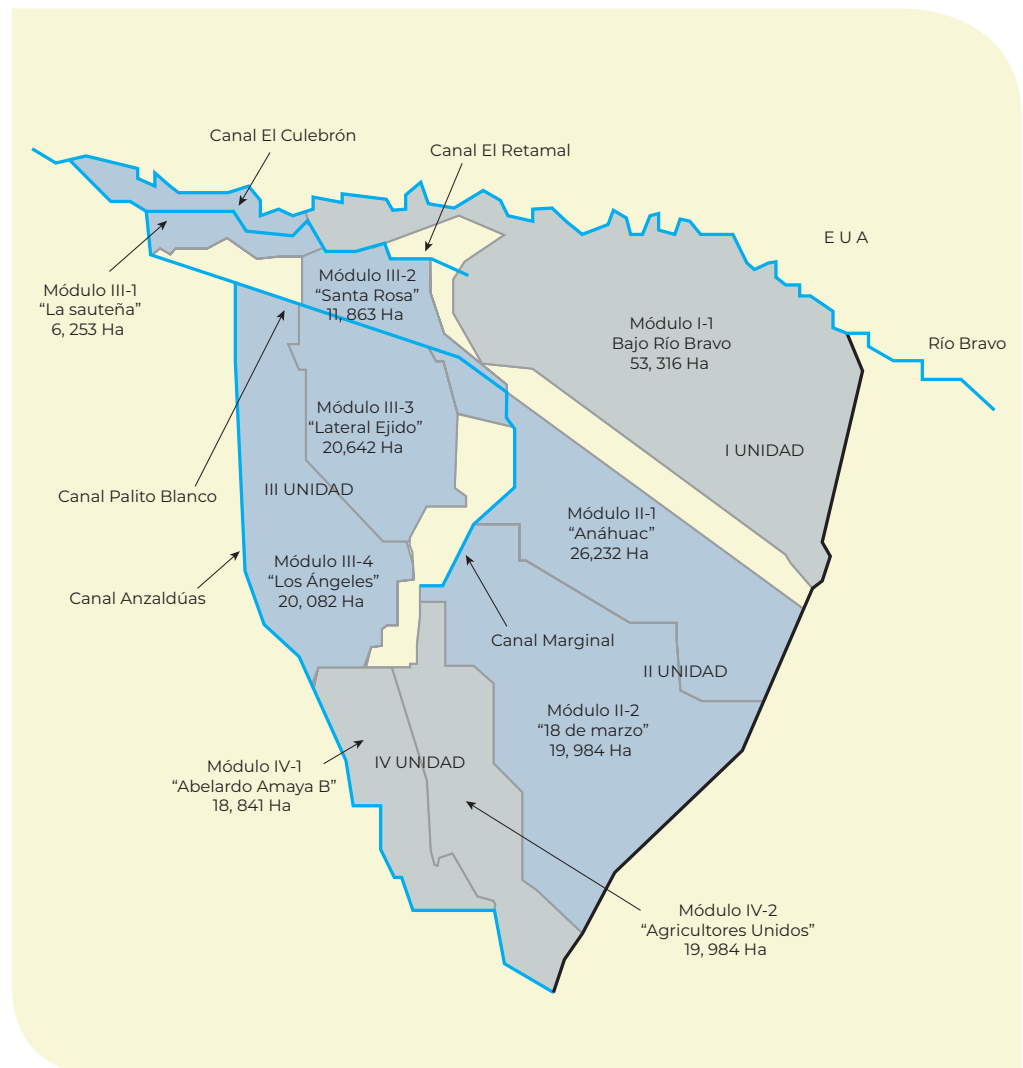 Canal El Culebrón
Canal El Retamal
E U A
Módulo III-1
“La sauteña”
6, 253 Ha
Módulo III-2
“Santa Rosa”
11, 863 Ha
Módulo I-1
Bajo Río Bravo
53, 316 Ha
Río Bravo
Módulo III-3
“Lateral Ejido”
20,642 Ha
I UNIDAD
Canal Palito Blanco
III UNIDAD
Módulo II-1
“Anáhuac”
26,232 Ha
Módulo III-4
“Los Ángeles”
20, 082 Ha
Canal Anzaldúas
Canal Marginal
II UNIDAD
Módulo II-2
“18 de marzo”
19, 984 Ha
Módulo IV-1
“Abelardo Amaya B”
18, 841 Ha
IV UNIDAD
Módulo IV-2
“Agricultores Unidos”
19, 984 Ha